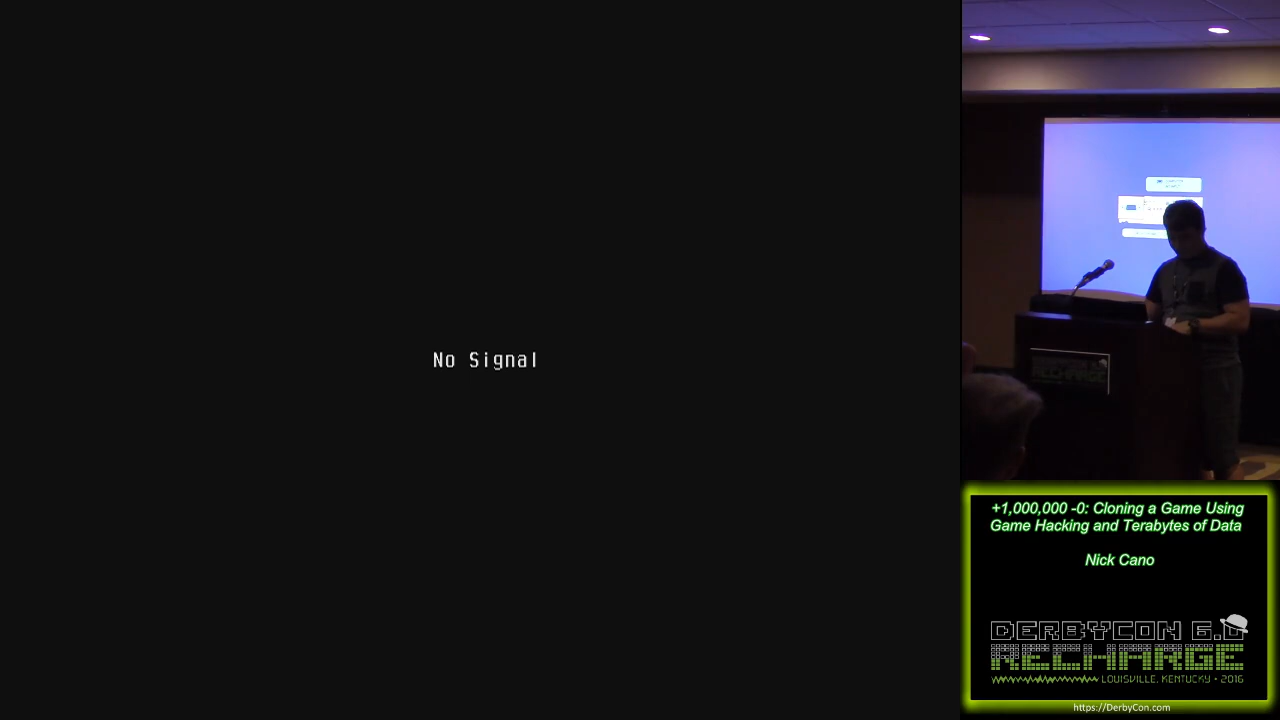 No Signal
RECHARGE
+1,000,000 -0: Cloning a Game Using
Game Hacking and Terabytes of Data
Nick Cano
DERBYCON 6.0
RECHARGE
LOUISVILLE, KENTUCKY • 2016
https://DerbyCon.com